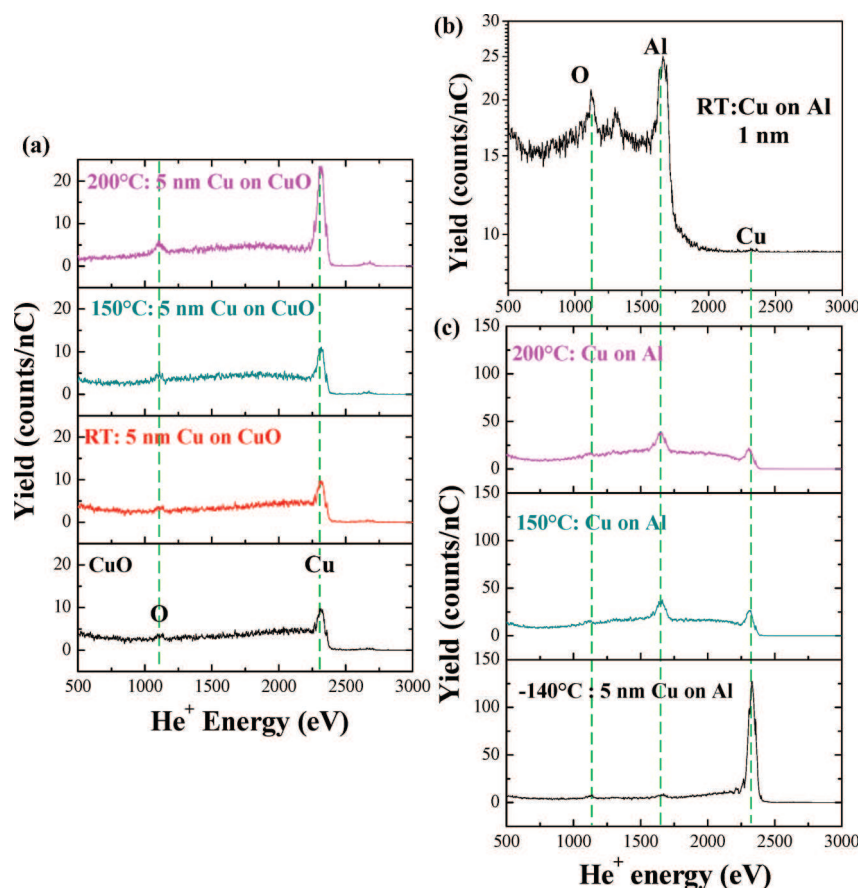 (a)
Yield (counts/nC)
20
10
0
200°C: 5 nm Cu on CuO
20
10
0
150°C: 5 nm Cu on CuO
20
10
0
RT: 5 nm Cu on CuO
20
10
0
CuO
O
Cu
500 1000 1500 2000 2500 3000
He+ Energy (eV)
(b)
Yield (counts/nC)
25
20
15
10
O
Al
Cu
RT:Cu on Al
1 nm
500 1000 1500 2000 2500 3000
(c)
Yield (counts/nC)
150
100
50
0
200°C: Cu on Al
150
100
50
0
150°C: Cu on Al
150
100
50
0
-140°C : 5 nm Cu on Al
500 1000 1500 2000 2500 3000
He+ energy (eV)